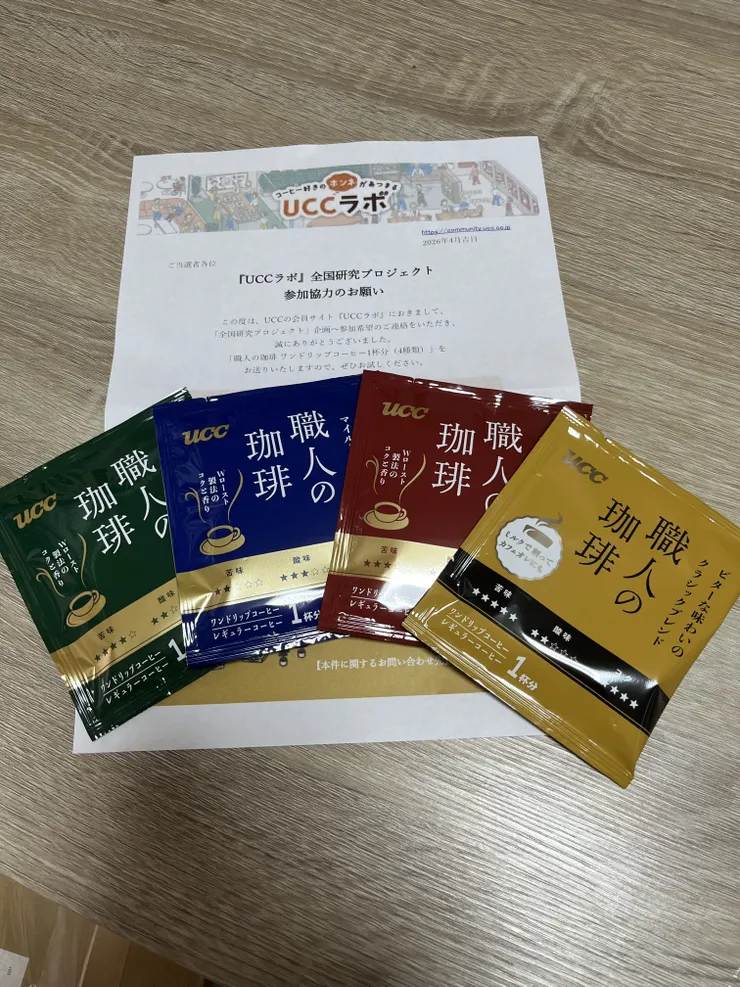 コーヒー好きのホンネがあつまる
UCCラボ
https://community.ucc.co.jp
2026年4月吉日
ご当選者各位
『UCCラボ』全国研究プロジェクト
参加協力のお願い
この度は、UCCの会員サイト『UCCラボ』におきまして、
「全国研究プロジェクト」企画へ参加希望のご連絡をいただき、
誠にありがとうございました。
「職人の珈琲 ワンドリップコーヒー1杯分(4種類)」を
お送りいたしますので、ぜひお試しください。
UCC
職人の
珈琲
Wロースト
製法の
コクと香り
苦味
★★★★☆
酸味
ワンドリップコーヒー
レギュラーコーヒー
1
UCC
マイル
職人の
珈琲
Wロースト
製法の
コクと香り
苦味
★★☆☆☆
酸味
★★★☆
ワンドリップコーヒー
レギュラーコーヒー
1杯分
UCC
職人の
珈琲
Wロースト
製法の
コクと香り
苦味
★★★
ワンドリ
レギュラ
UCC
ビターな味わいの
クラシックブレンド
職人の
珈琲
ミルクで割って
カフェオレにも
苦味
★★★★★
酸味
★★☆☆☆
コク
★★★
ワンドリップコーヒー
レギュラーコーヒー
1杯分
【本件に関するお問い合わせ